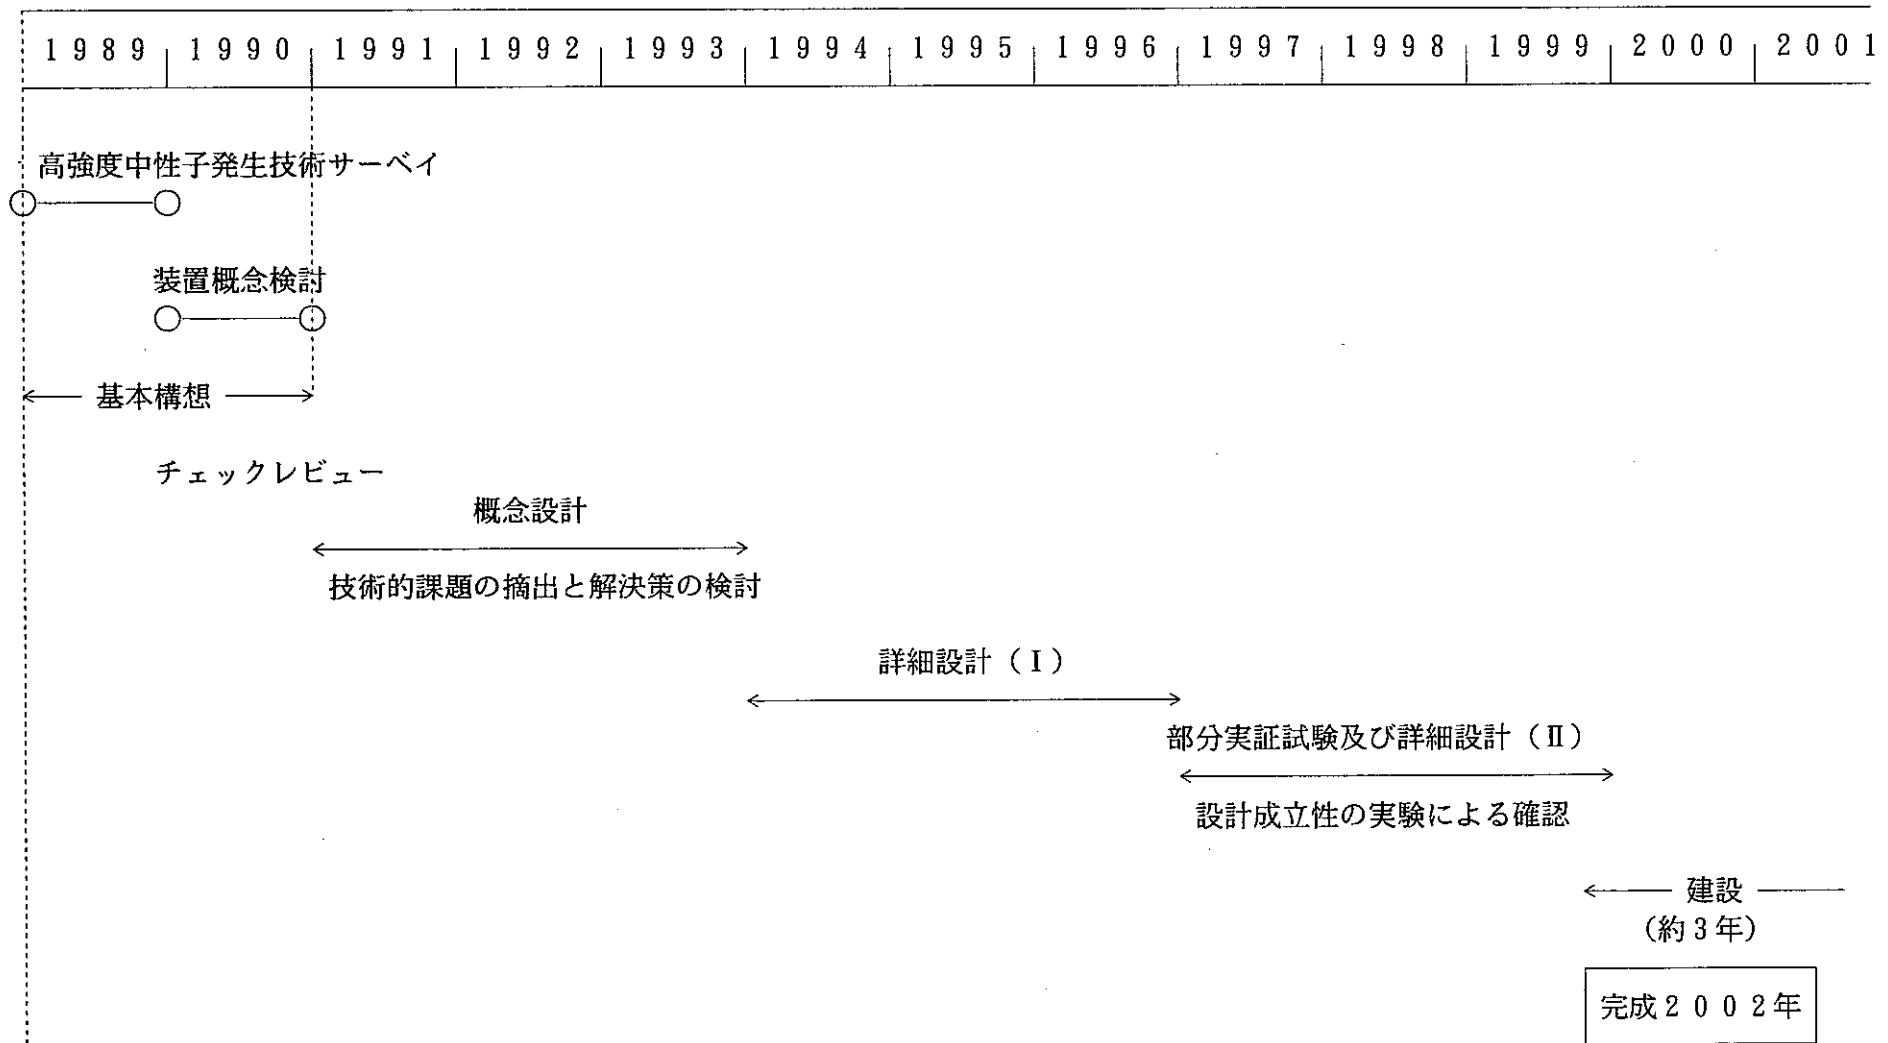 1989 1990 1991 1992 1993 1994 1995 1996 1997 1998 1999 2000 2001
高強度中性子発生技術サーベイ
装置概念検討
基本構想
チェックレビュー
概念設計
技術的課題の摘出と解決策の検討
詳細設計（Ⅰ）
部分実証試験及び詳細設計（Ⅱ）
設計成立性の実験による確認
建設
（約3年）
完成2002年